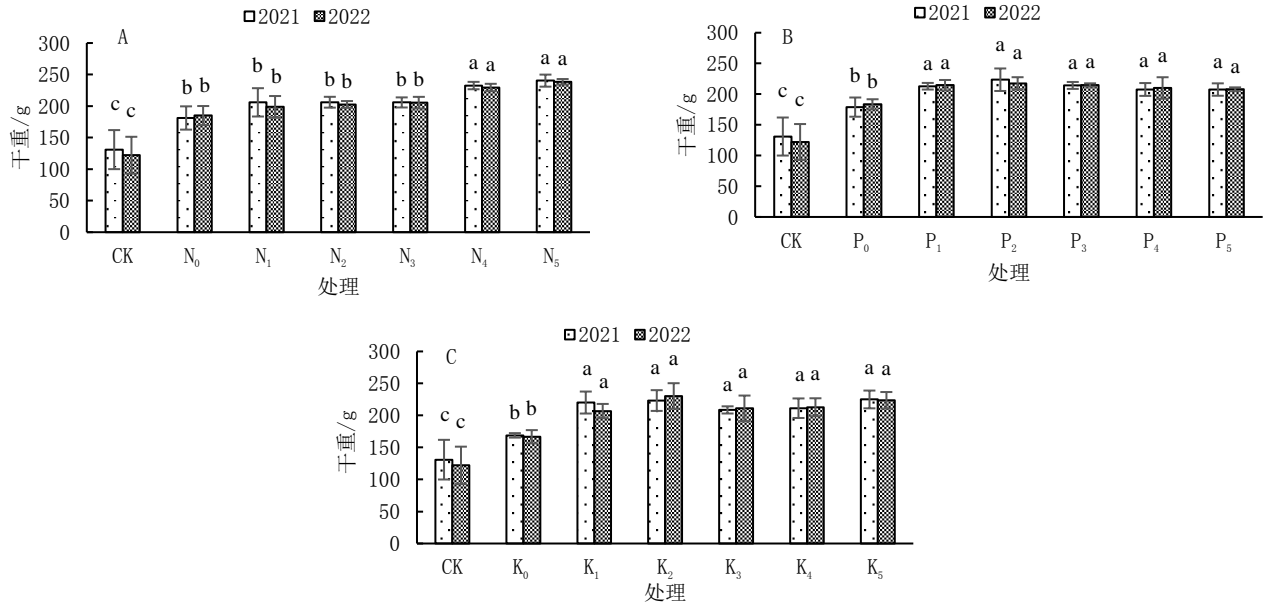 2021 2022
A
300
250
200
150
100
50
0
干重/g
c c b b b b b b b b a a a a
CK N₀ N₁ N₂ N₃ N₄ N₅
处理
2021 2022
B
300
250
200
150
100
50
0
干重/g
c c b b a a a a a a a a a a
CK P₀ P₁ P₂ P₃ P₄ P₅
处理
2021 2022
C
300
250
200
150
100
50
0
干重/g
c c b b a a a a a a a a a a
CK K₀ K₁ K₂ K₃ K₄ K₅
处理